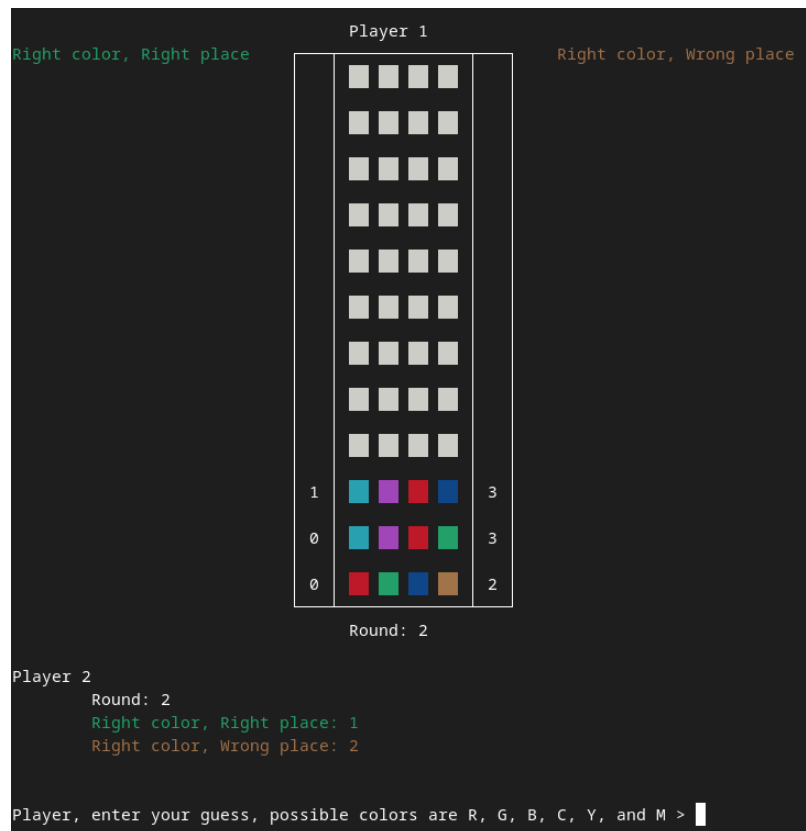 Player 1
Right color, Right place Right color, Wrong place
1 3
0 3
0 2
Round: 2
Player 2
Round: 2
Right color, Right place: 1
Right color, Wrong place: 2
Player, enter your guess, possible colors are R, G, B, C, Y, and M >